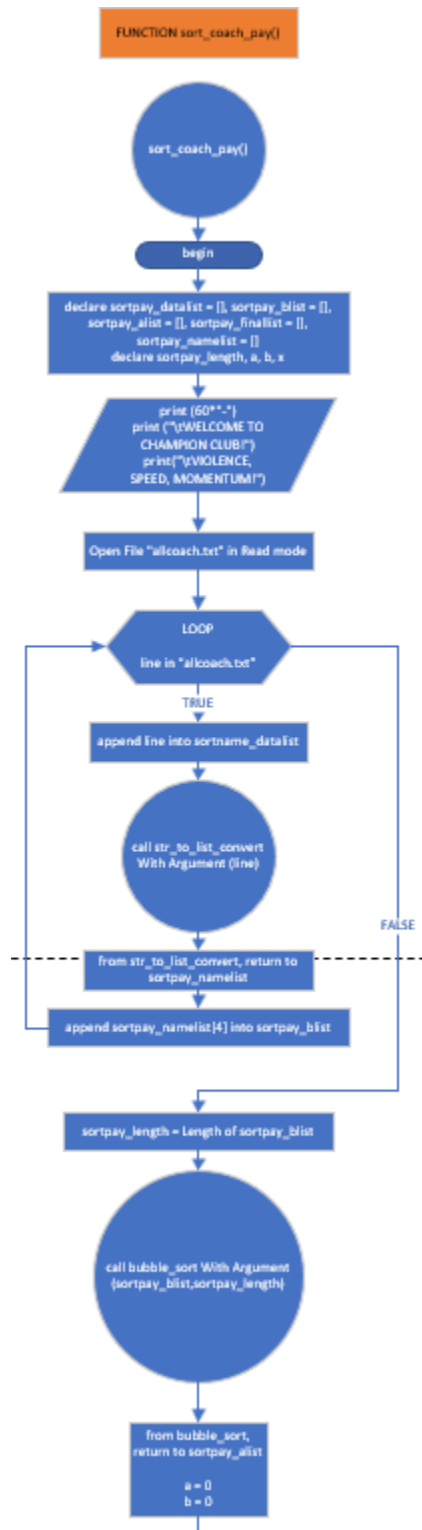 FUNCTION sort_coach_pay()
sort_coach_pay()
begin
declare sortpay_datalist = [], sortpay_blist = [],
sortpay_alist = [], sortpay_finallist = [],
sortpay_namelist = []
declare sortpay_length, a, b, x
print (60*"-")
print ("\tWELCOME TO
CHAMPION CLUB!")
print("\tVIOLENCE,
SPEED, MOMENTUM!")
Open File "allcoach.txt" in Read mode
LOOP
line in "allcoach.txt"
TRUE
append line into sortname_datalist
call str_to_list_convert
With Argument (line)
FALSE
from str_to_list_convert, return to
sortpay_namelist
append sortpay_namelist[4] into sortpay_blist
sortpay_length = Length of sortpay_blist
call bubble_sort With Argument
(sortpay_blist,sortpay_length)
from bubble_sort,
return to sortpay_alist
a = 0
b = 0